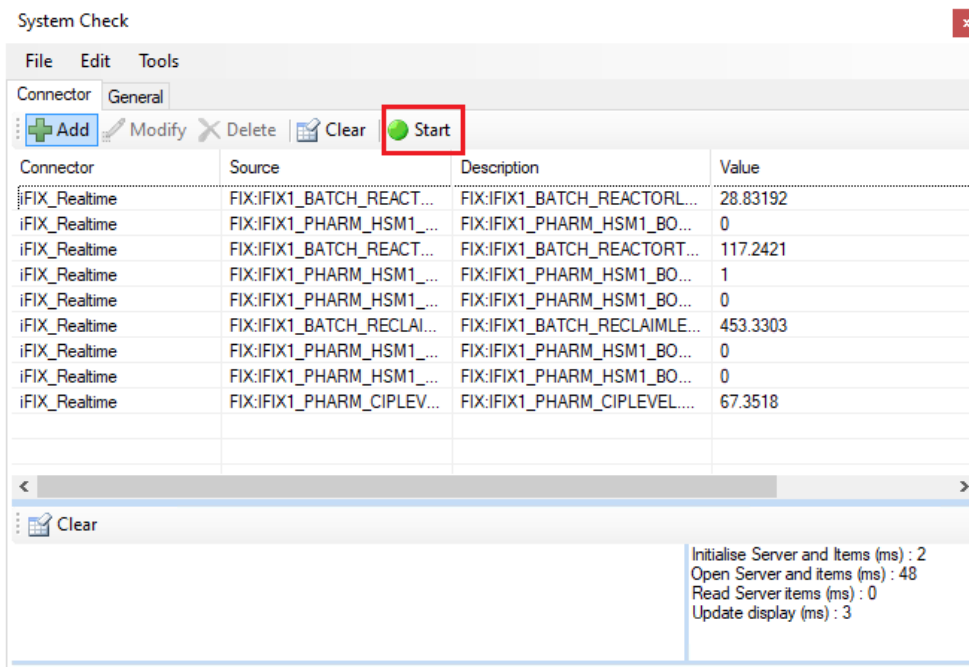 System Check
File Edit Tools
Connector General
Add Modify Delete Clear Start
Connector Source Description Value
iFIX_Realtime FIX:IFIX1_BATCH_REACT... FIX:IFIX1_BATCH_REACTORL... 28.83192
iFIX_Realtime FIX:IFIX1_PHARM_HSM1_... FIX:IFIX1_PHARM_HSM1_BO... 0
iFIX_Realtime FIX:IFIX1_BATCH_REACT... FIX:IFIX1_BATCH_REACTORT... 117.2421
iFIX_Realtime FIX:IFIX1_PHARM_HSM1_... FIX:IFIX1_PHARM_HSM1_BO... 1
iFIX_Realtime FIX:IFIX1_PHARM_HSM1_... FIX:IFIX1_PHARM_HSM1_BO... 0
iFIX_Realtime FIX:IFIX1_BATCH_RECLAI... FIX:IFIX1_BATCH_RECLAIMLE... 453.3303
iFIX_Realtime FIX:IFIX1_PHARM_HSM1_... FIX:IFIX1_PHARM_HSM1_BO... 0
iFIX_Realtime FIX:IFIX1_PHARM_HSM1_... FIX:IFIX1_PHARM_HSM1_BO... 0
iFIX_Realtime FIX:IFIX1_PHARM_CIPLEV... FIX:IFIX1_PHARM_CIPLEVEL.... 67.3518
Clear
Initialise Server and Items (ms) : 2
Open Server and items (ms) : 48
Read Server items (ms) : 0
Update display (ms) : 3